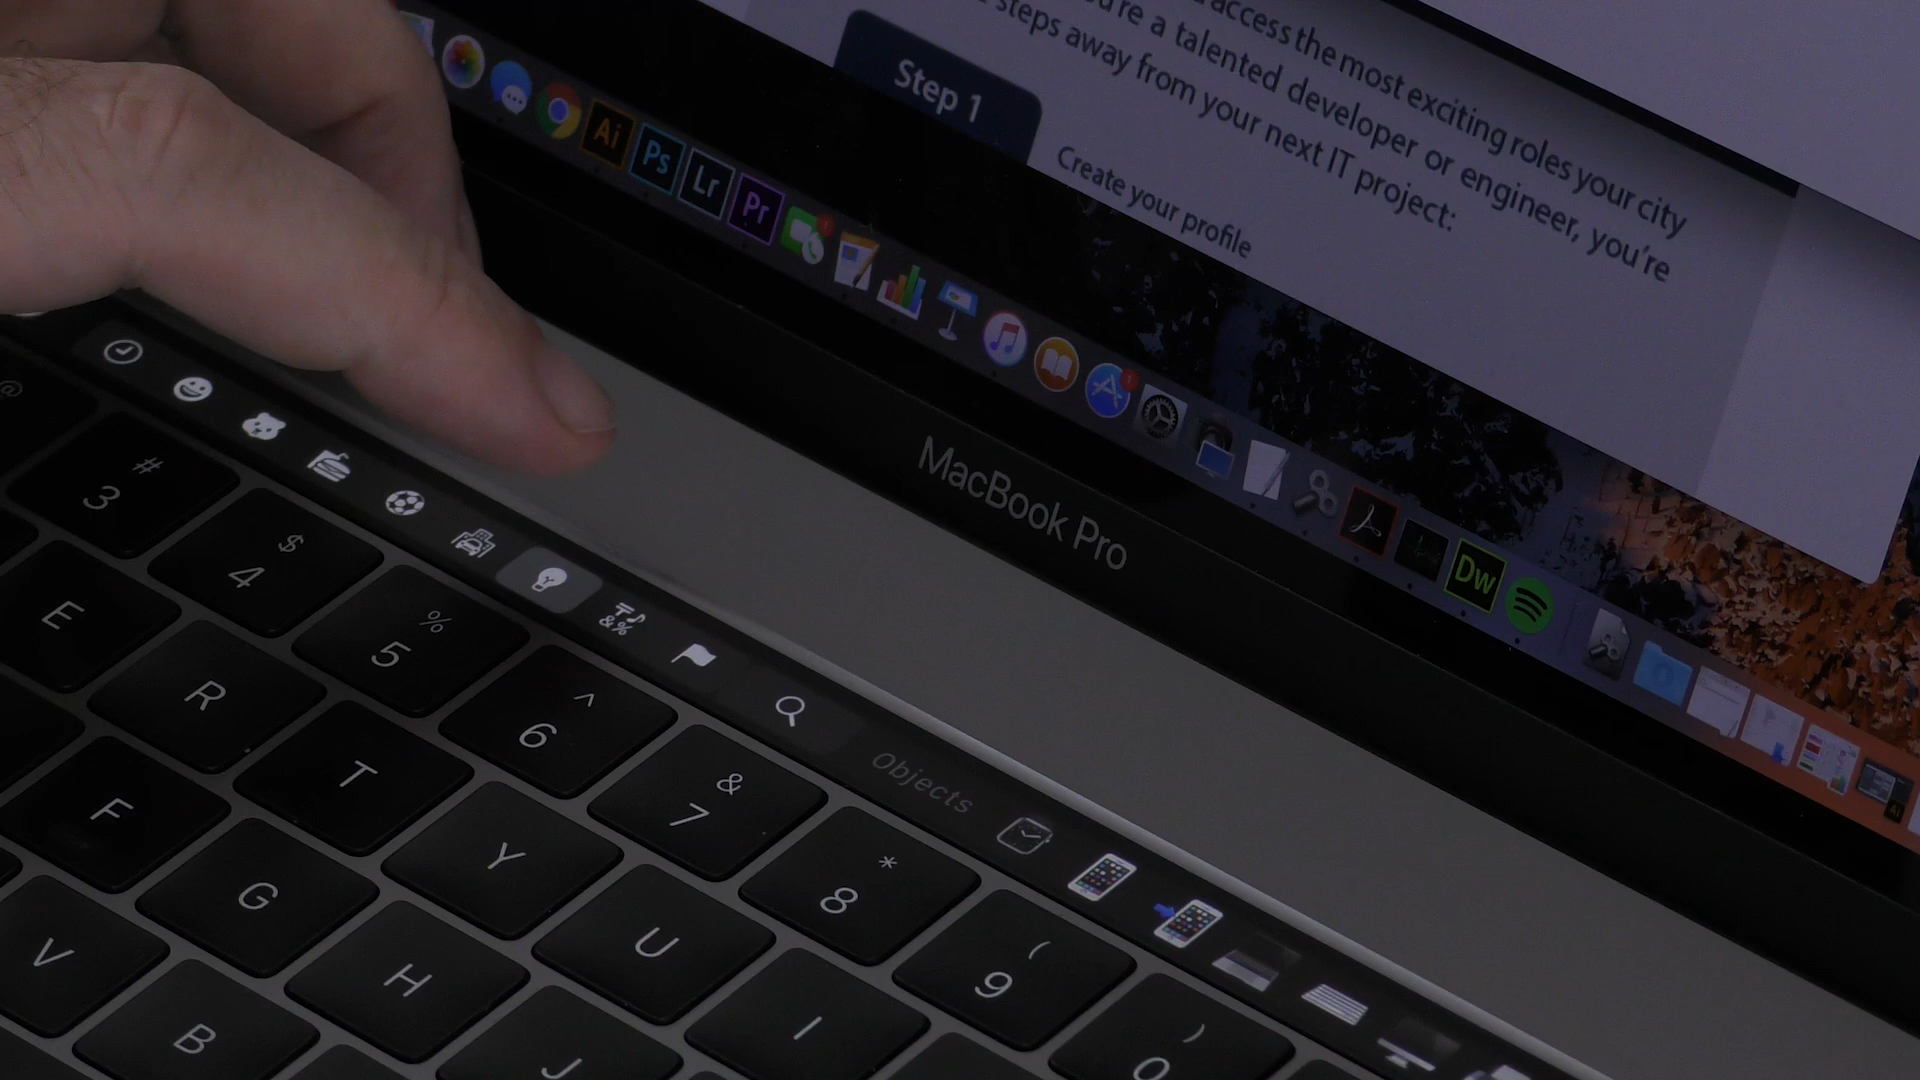 access the most exciting roles your city
a talented developer or engineer, you're
steps away from your next IT project:
Step 1
Create your profile
Ai
Ps
Lr
Pr
Dw
MacBook Pro
&%
Objects
@
# 3
$ 4
% 5
^ 6
& 7
* 8
( 9
) 0
E
R
T
Y
U
I
F
G
H
J
V
B